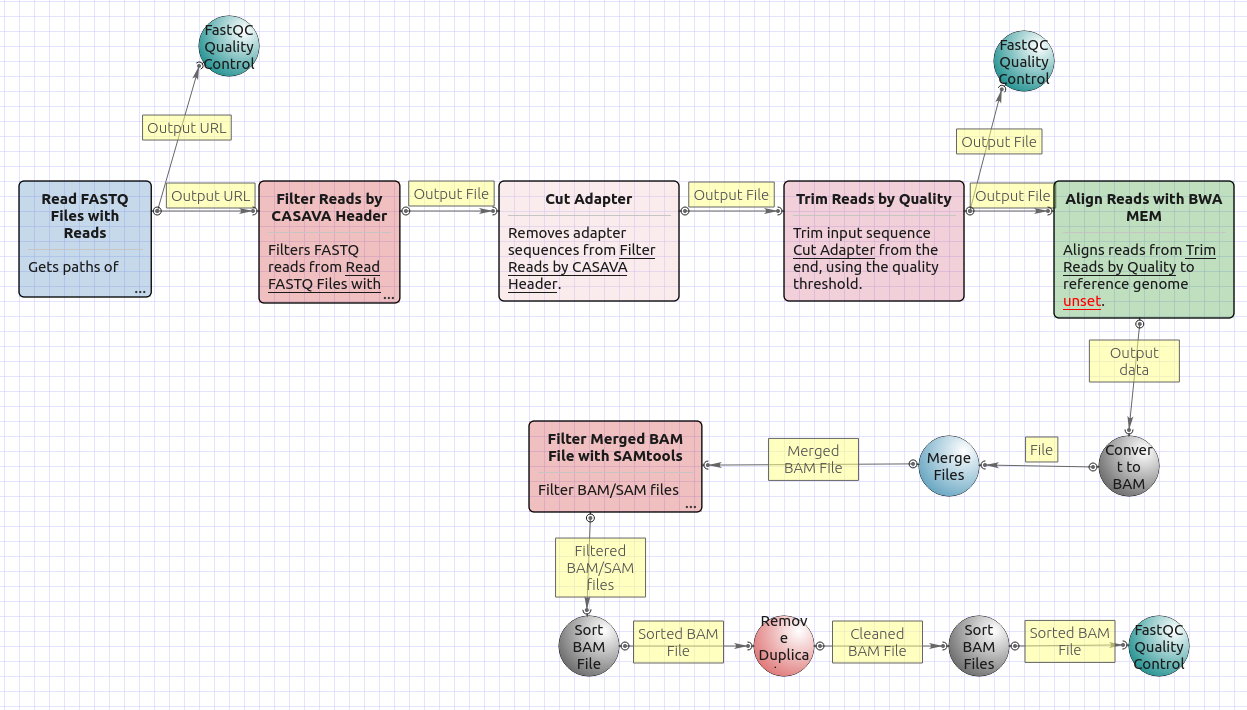 FastQC
Quality
Control
FastQC
Quality
Control
Output URL
Output File
Read FASTQ
Files with
Reads
Gets paths of
...
Output URL
Filter Reads by
CASAVA Header
Filters FASTQ
reads from Read
FASTQ Files with
...
Output File
Cut Adapter
Removes adapter
sequences from Filter
Reads by CASAVA
Header.
Output File
Trim Reads by Quality
Trim input sequence
Cut Adapter from the
end, using the quality
threshold.
Output File
Align Reads with BWA
MEM
Aligns reads from Trim
Reads by Quality to
reference genome
unset.
Output
data
Conver
t to
BAM
File
Merge
Files
Merged
BAM File
Filter Merged BAM
File with SAMtools
Filter BAM/SAM files
...
Filtered
BAM/SAM
files
Sort
BAM
File
Sorted BAM
File
Remov
e
Duplica
Cleaned
BAM File
Sort
BAM
Files
Sorted BAM
File
FastQC
Quality
Control